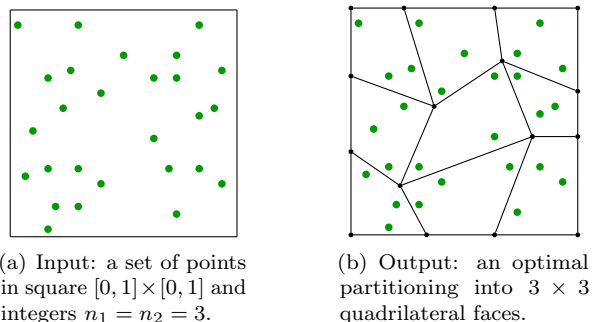 a) Input: a set of points
in square [0, 1]×[0, 1] and
integers n₁ = n₂ = 3.
(b) Output: an optimal
partitioning into 3 × 3
quadrilateral faces.